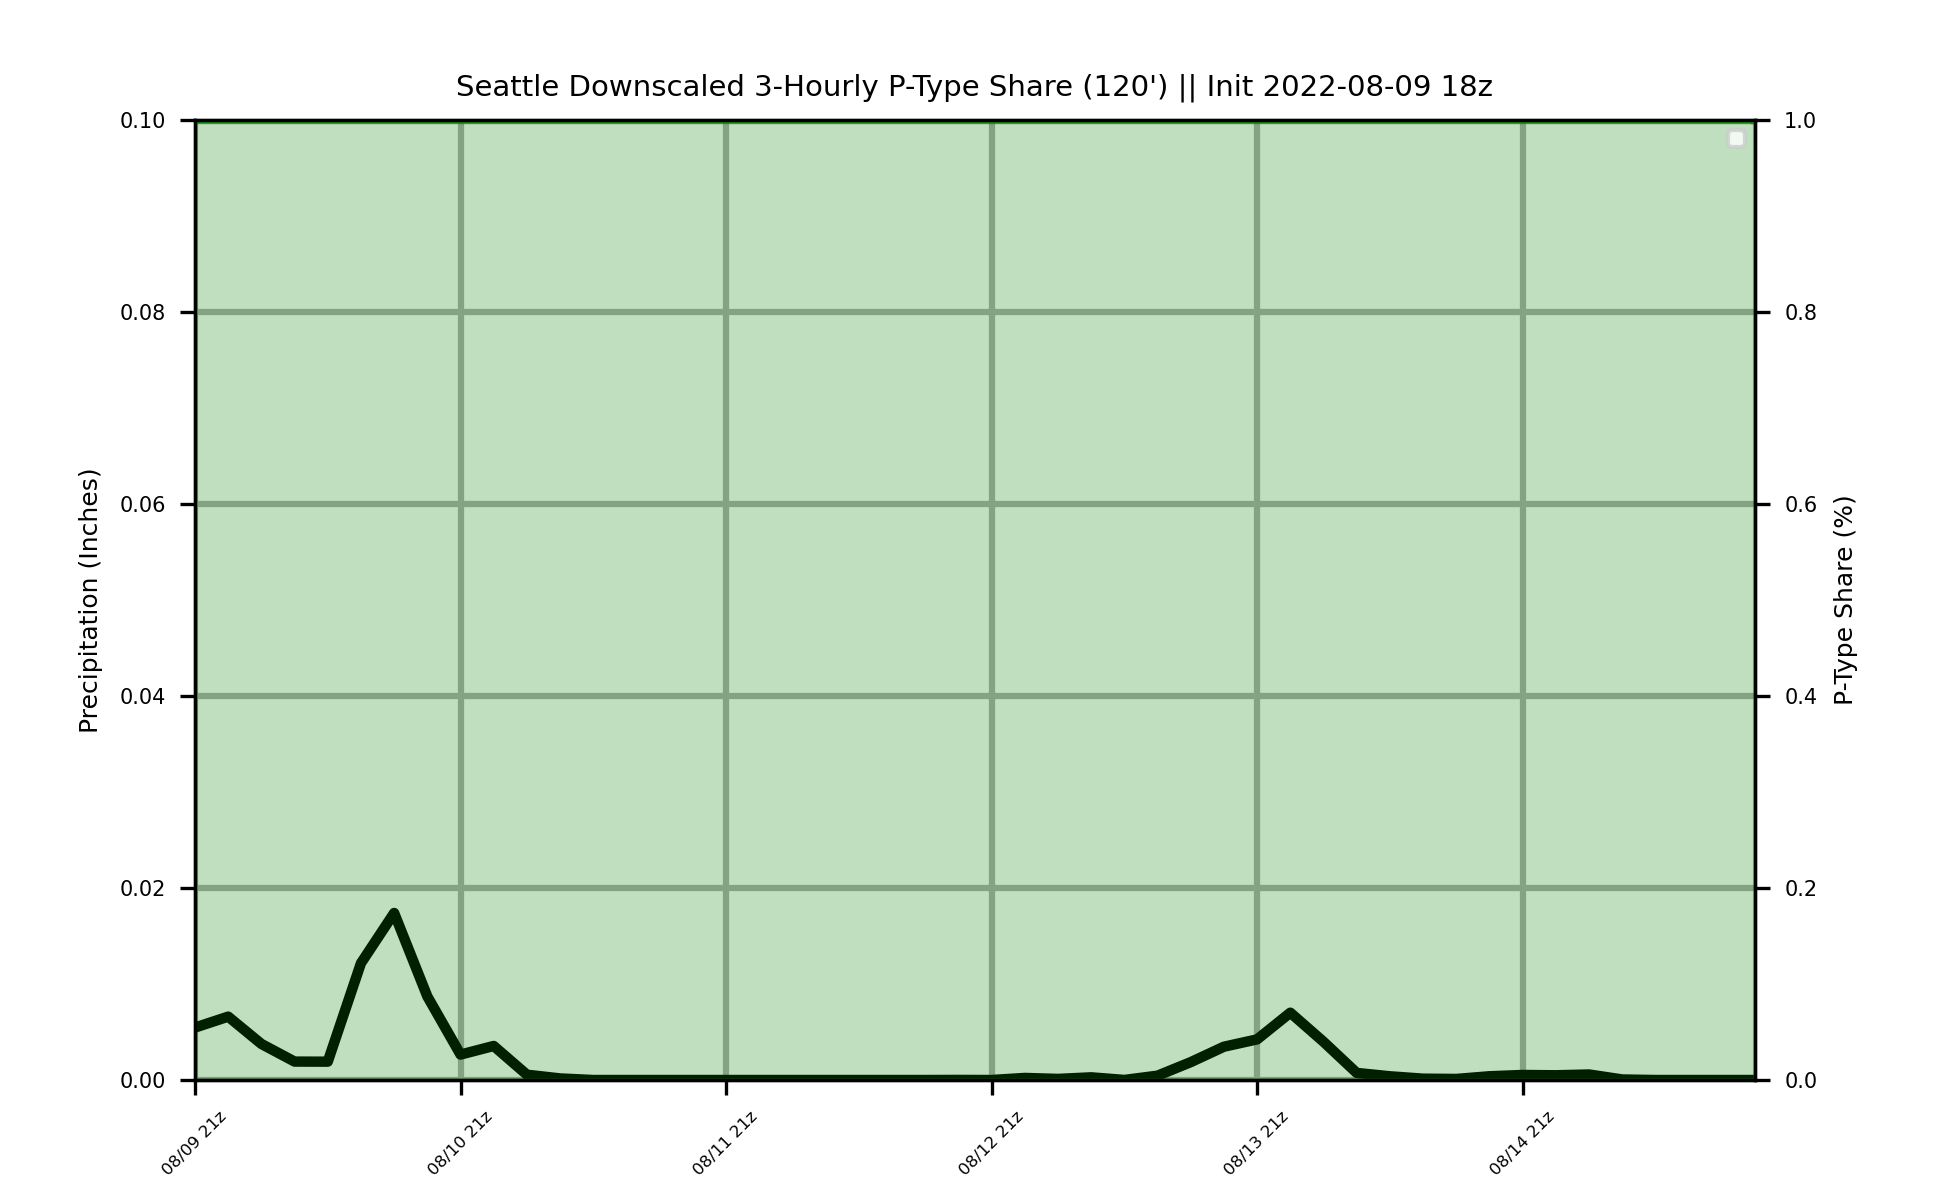 Seattle Downscaled 3-Hourly P-Type Share (120') || Init 2022-08-09 18z
0.10
0.08
0.06
0.04
0.02
0.00
Precipitation (Inches)
1.0
0.8
0.6
0.4
0.2
0.0
P-Type Share (%)
08/09 21z
08/10 21z
08/11 21z
08/12 21z
08/13 21z
08/14 21z